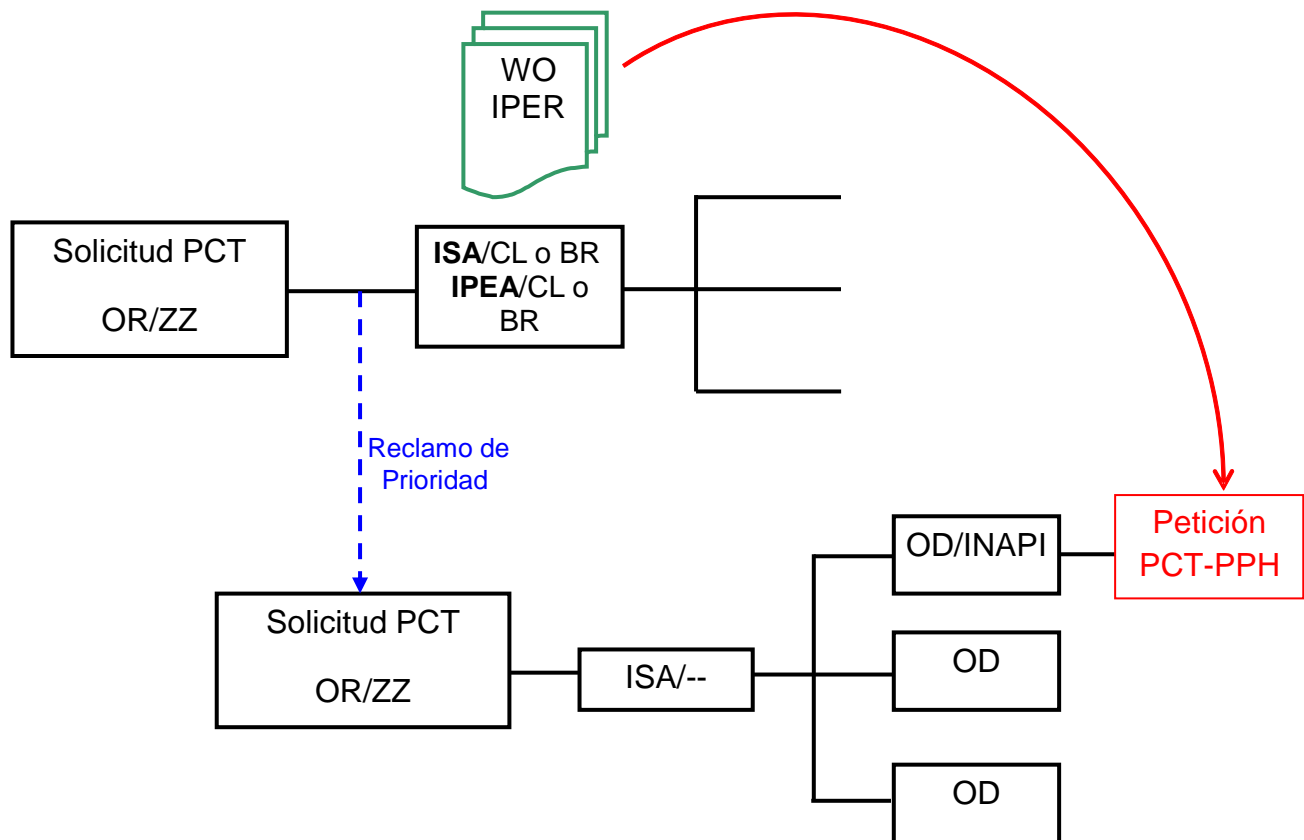 WO
IPER
Solicitud PCT
OR/ZZ
ISA/CL o BR
IPEA/CL o
BR
Reclamo de
Prioridad
Solicitud PCT
OR/ZZ
ISA/--
OD/INAPI
Petición
PCT-PPH
OD
OD